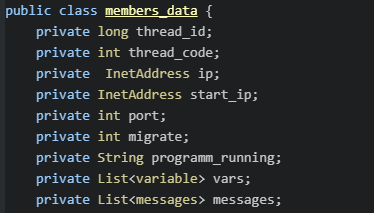 public class members_data {
private long thread_id;
private int thread_code;
private  InetAddress ip;
private InetAddress start_ip;
private int port;
private int migrate;
private String programm_running;
private List<variable> vars;
private List<messages> messages;